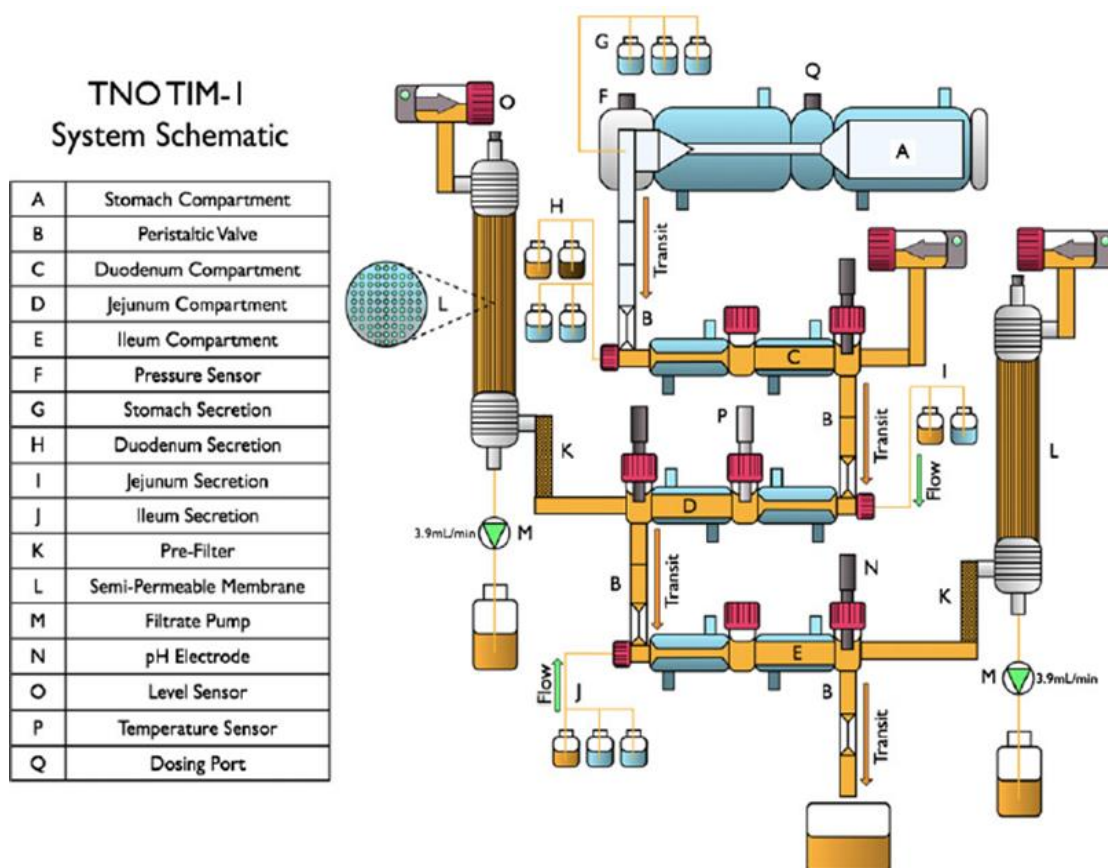 TNO TIM-1
System Schematic
A Stomach Compartment
B Peristaltic Valve
C Duodenum Compartment
D Jejunum Compartment
E Ileum Compartment
F Pressure Sensor
G Stomach Secretion
H Duodenum Secretion
I Jejunum Secretion
J Ileum Secretion
K Pre-Filter
L Semi-Permeable Membrane
M Filtrate Pump
N pH Electrode
O Level Sensor
P Temperature Sensor
Q Dosing Port
G
Q
O
F
A
H
Transit
L
B
C
I
P
B
Transit
Flow
K
L
D
3.9mL/min
M
B
Transit
N
K
E
Flow
J
B
Transit
M
3.9mL/min